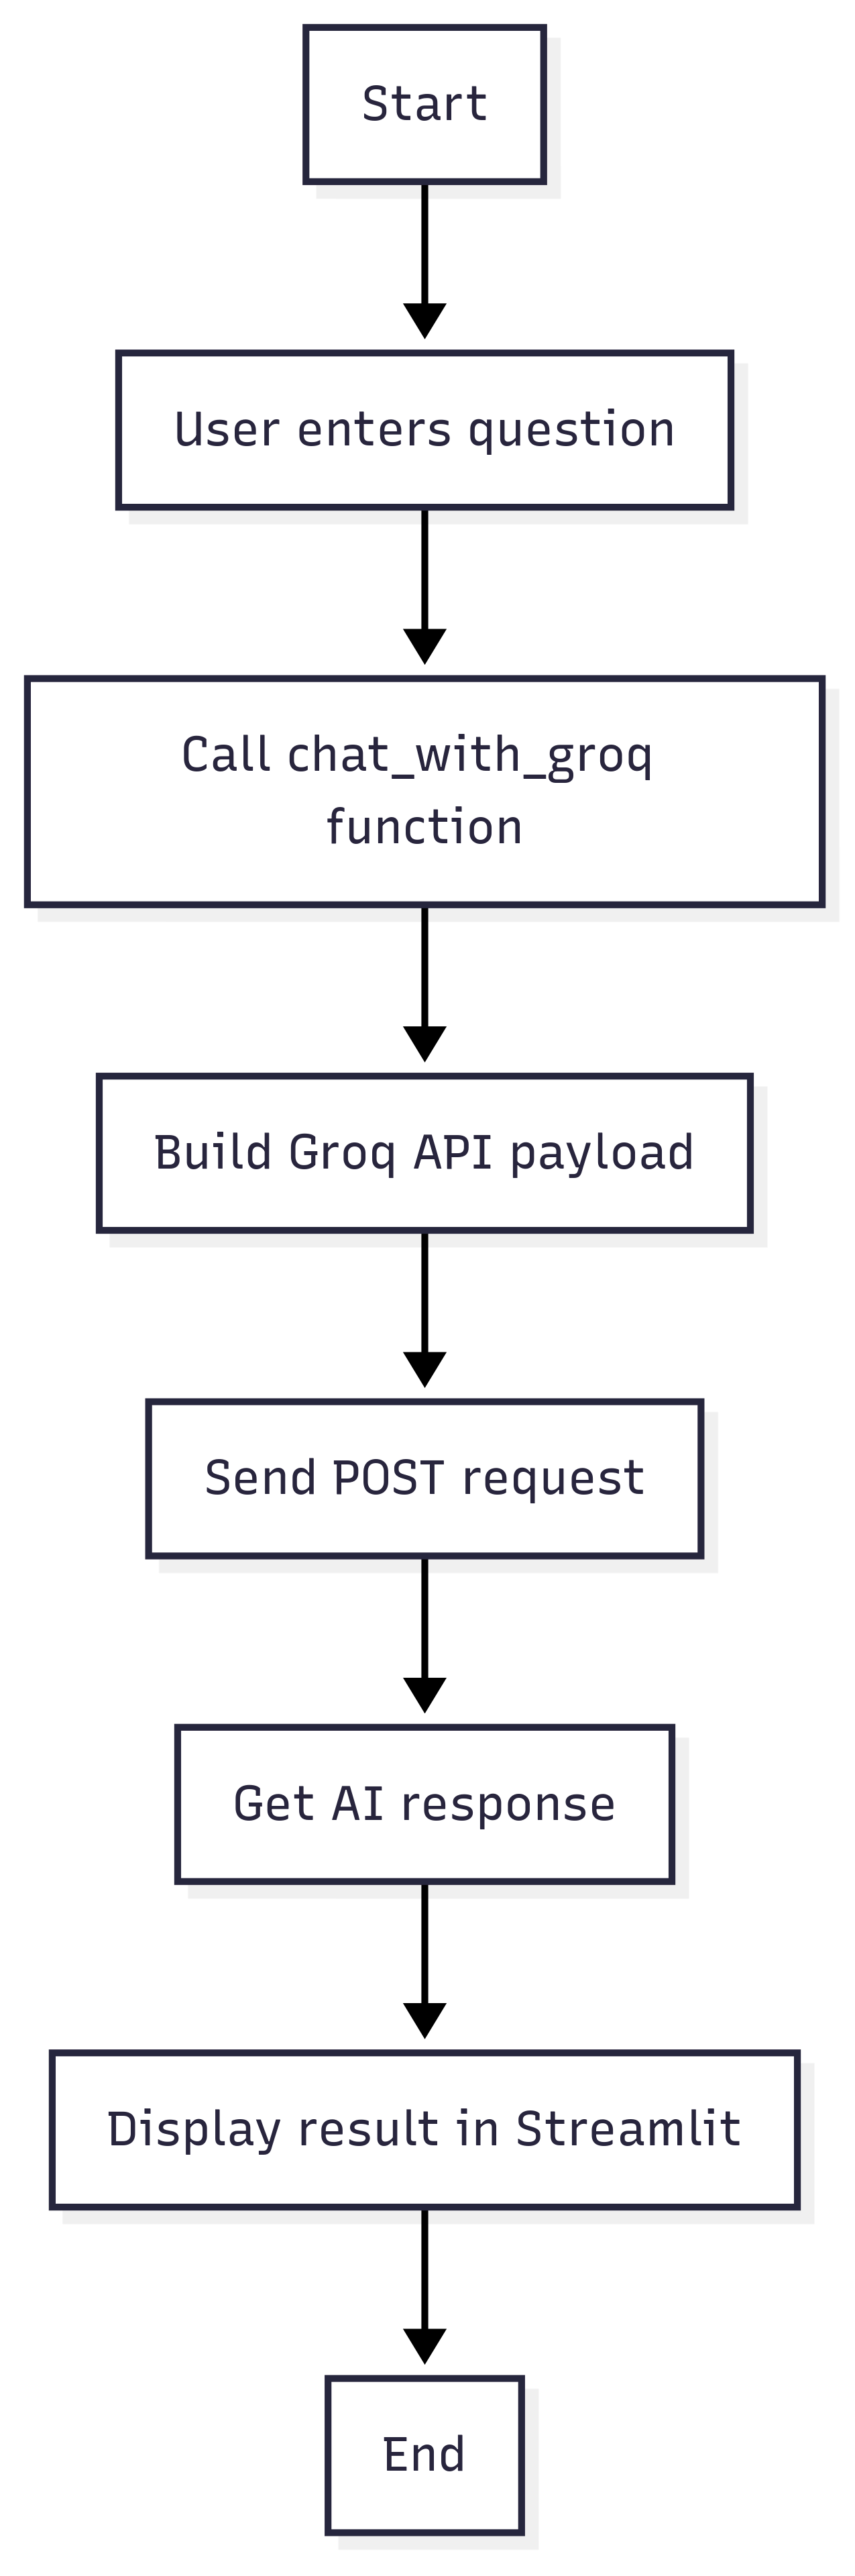 Start
User enters question
Call chat_with_groq
function
Build Groq API payload
Send POST request
Get AI response
Display result in Streamlit
End